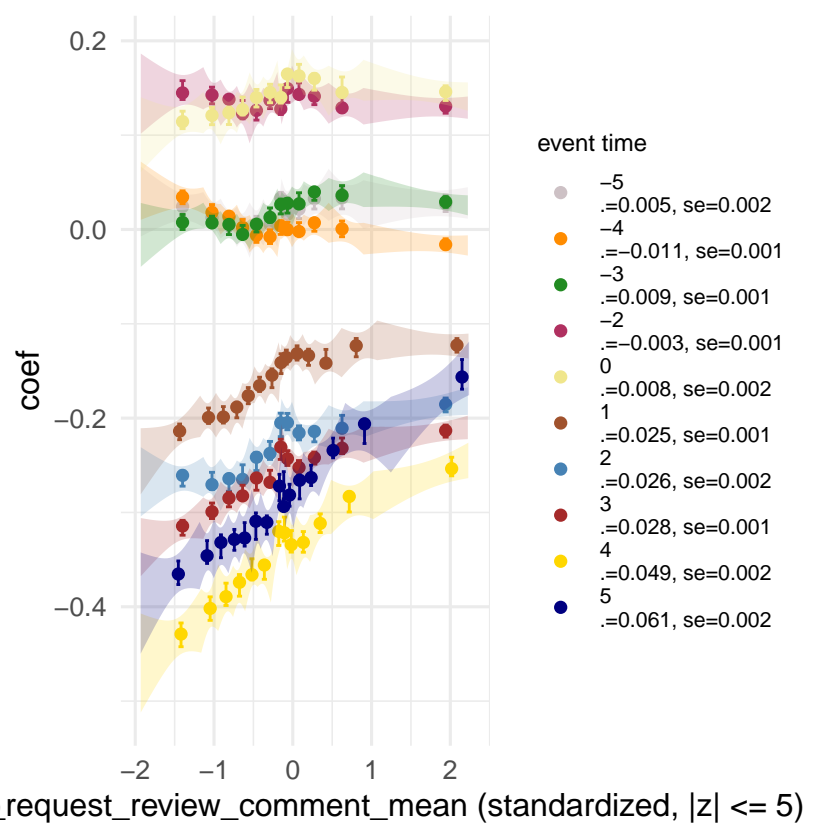 0.2
0.0
−0.2
−0.4
coef
−2 −1 0 1 2
_request_review_comment_mean (standardized, |z| <= 5)
event time
−5
.=0.005, se=0.002
−4
.=−0.011, se=0.001
−3
.=0.009, se=0.001
−2
.=−0.003, se=0.001
0
.=0.008, se=0.002
1
.=0.025, se=0.001
2
.=0.026, se=0.002
3
.=0.028, se=0.001
4
.=0.049, se=0.002
5
.=0.061, se=0.002